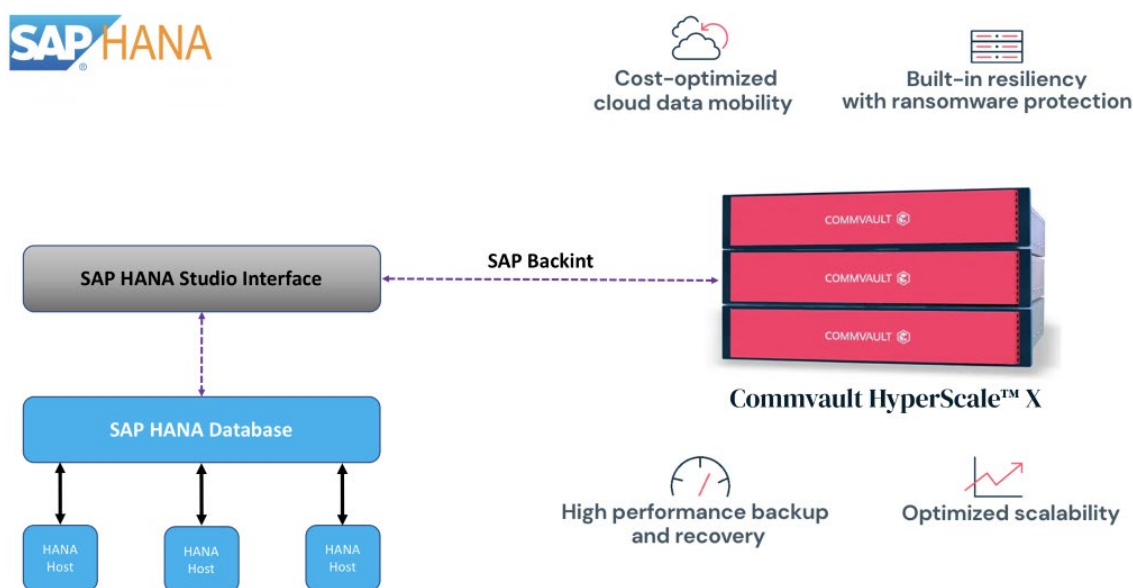 SAP HANA
®
Cost-optimized
cloud data mobility
Built-in resiliency
with ransomware protection
COMMVAULT
COMMVAULT
COMMVAULT
SAP HANA Studio Interface
SAP Backint
Commvault HyperScale™ X
SAP HANA Database
HANA
Host
HANA
Host
HANA
Host
High performance backup
and recovery
Optimized scalability